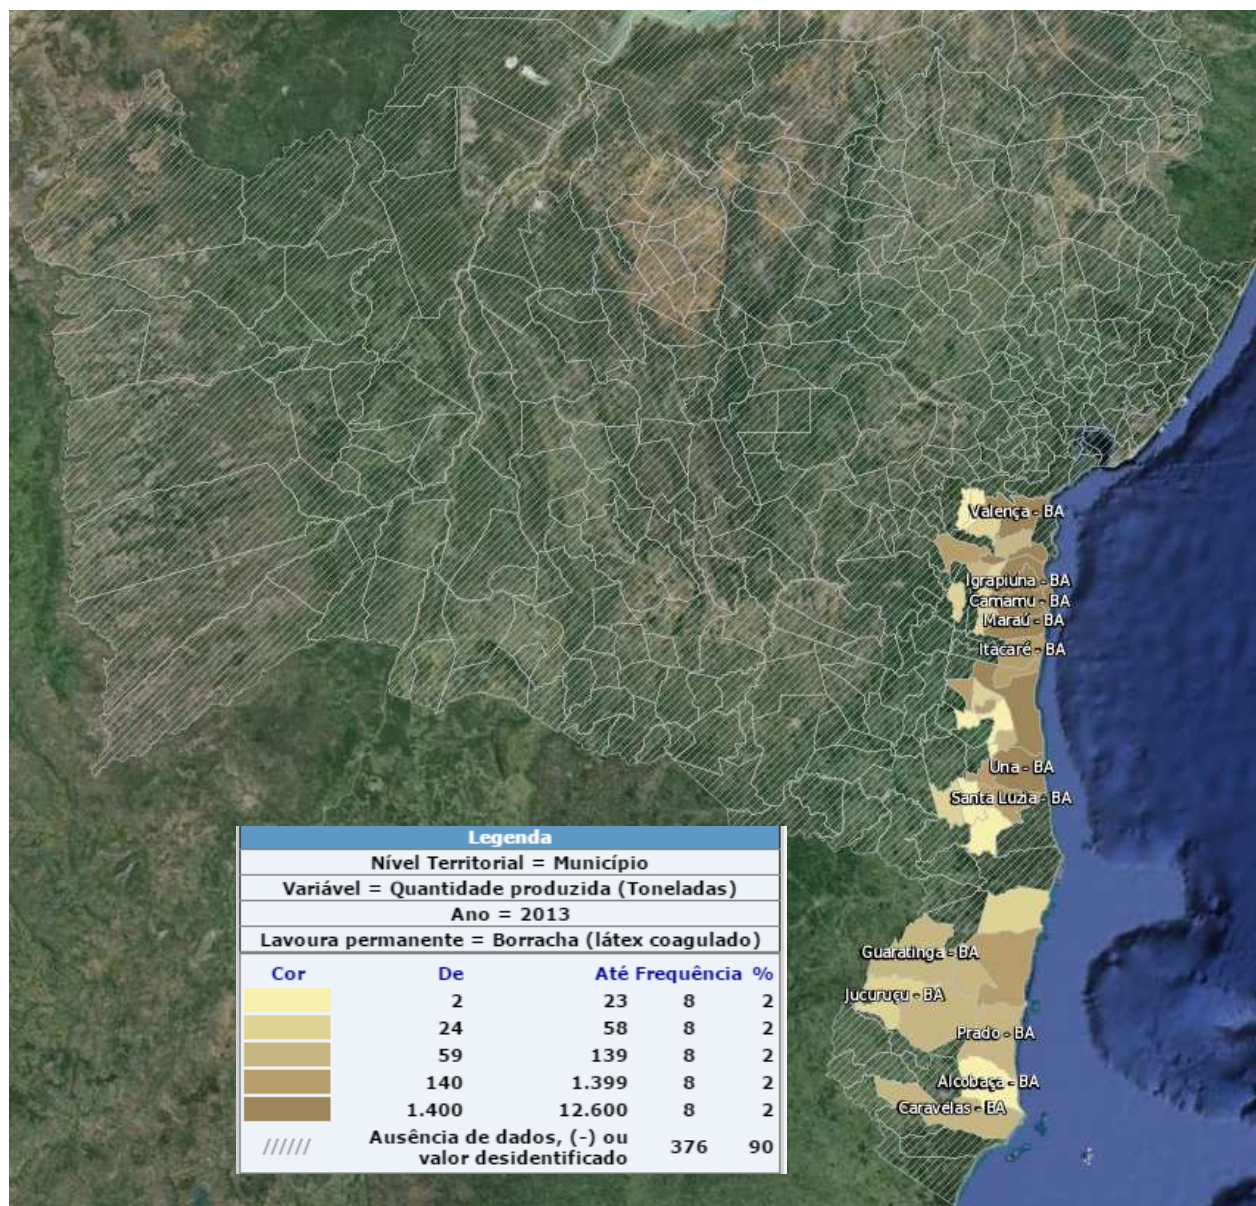 Valença - BA
Igrapiúna - BA
Camamu - BA
Maraú - BA
Itacaré - BA
Una - BA
Santa Luzia - BA
Guaratinga - BA
Jucuruçu - BA
Prado - BA
Alcobaça - BA
Caravelas - BA
Legenda
Nível Territorial = Município
Variável = Quantidade produzida (Toneladas)
Ano = 2013
Lavoura permanente = Borracha (látex coagulado)
Cor De Até Frequência %
2 23 8 2
24 58 8 2
59 139 8 2
140 1.399 8 2
1.400 12.600 8 2
////// Ausência de dados, (-) ou
valor desidentificado 376 90